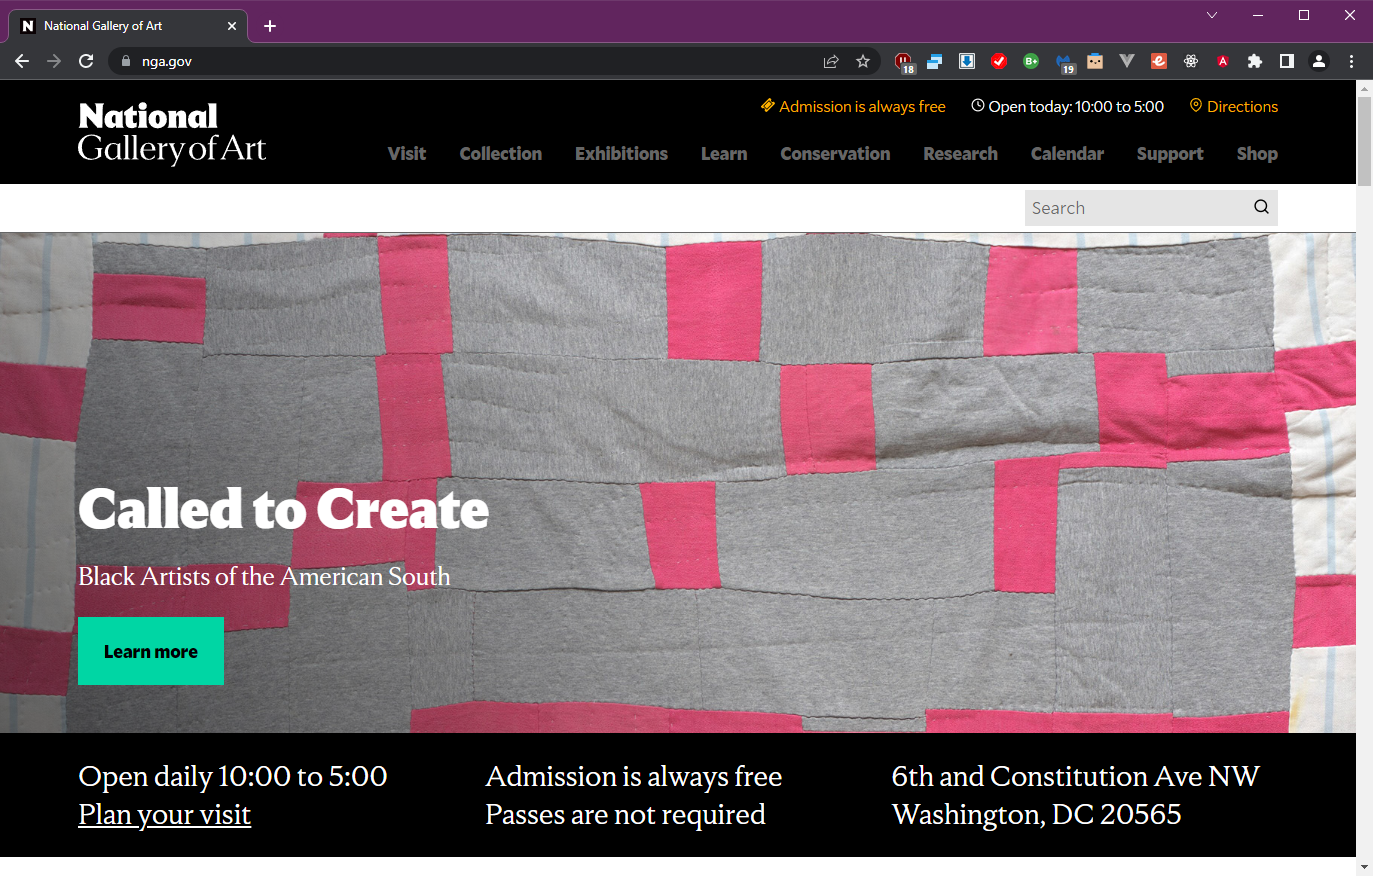 National Gallery of Art
nga.gov
18
B+
19
National
Gallery of Art
Admission is always free
Open today: 10:00 to 5:00
Directions
Visit
Collection
Exhibitions
Learn
Conservation
Research
Calendar
Support
Shop
Search
Called to Create
Black Artists of the American South
Learn more
Open daily 10:00 to 5:00
Plan your visit
Admission is always free
Passes are not required
6th and Constitution Ave NW
Washington, DC 20565